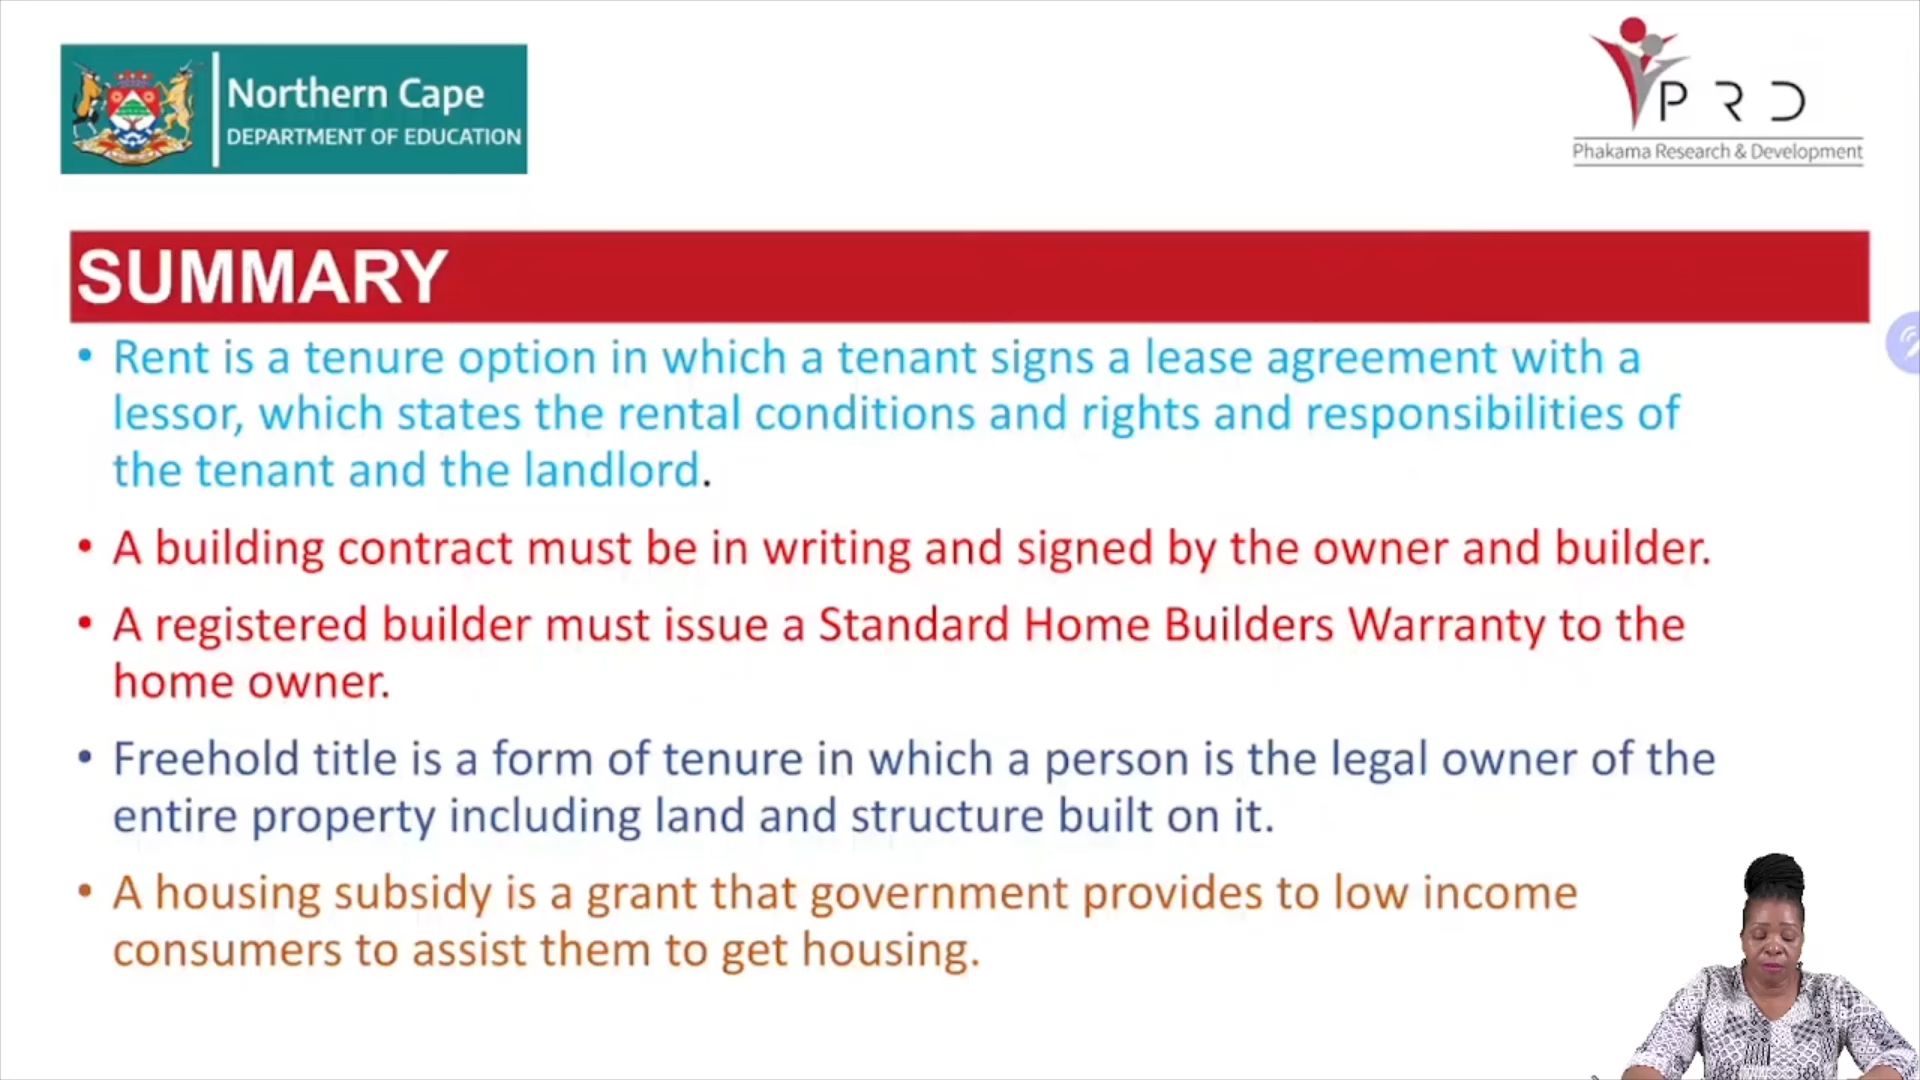 Northern Cape
DEPARTMENT OF EDUCATION
PRD
Phakama Research & Development
SUMMARY
• Rent is a tenure option in which a tenant signs a lease agreement with a
lessor, which states the rental conditions and rights and responsibilities of
the tenant and the landlord.
• A building contract must be in writing and signed by the owner and builder.
• A registered builder must issue a Standard Home Builders Warranty to the
home owner.
• Freehold title is a form of tenure in which a person is the legal owner of the
entire property including land and structure built on it.
• A housing subsidy is a grant that government provides to low income
consumers to assist them to get housing.